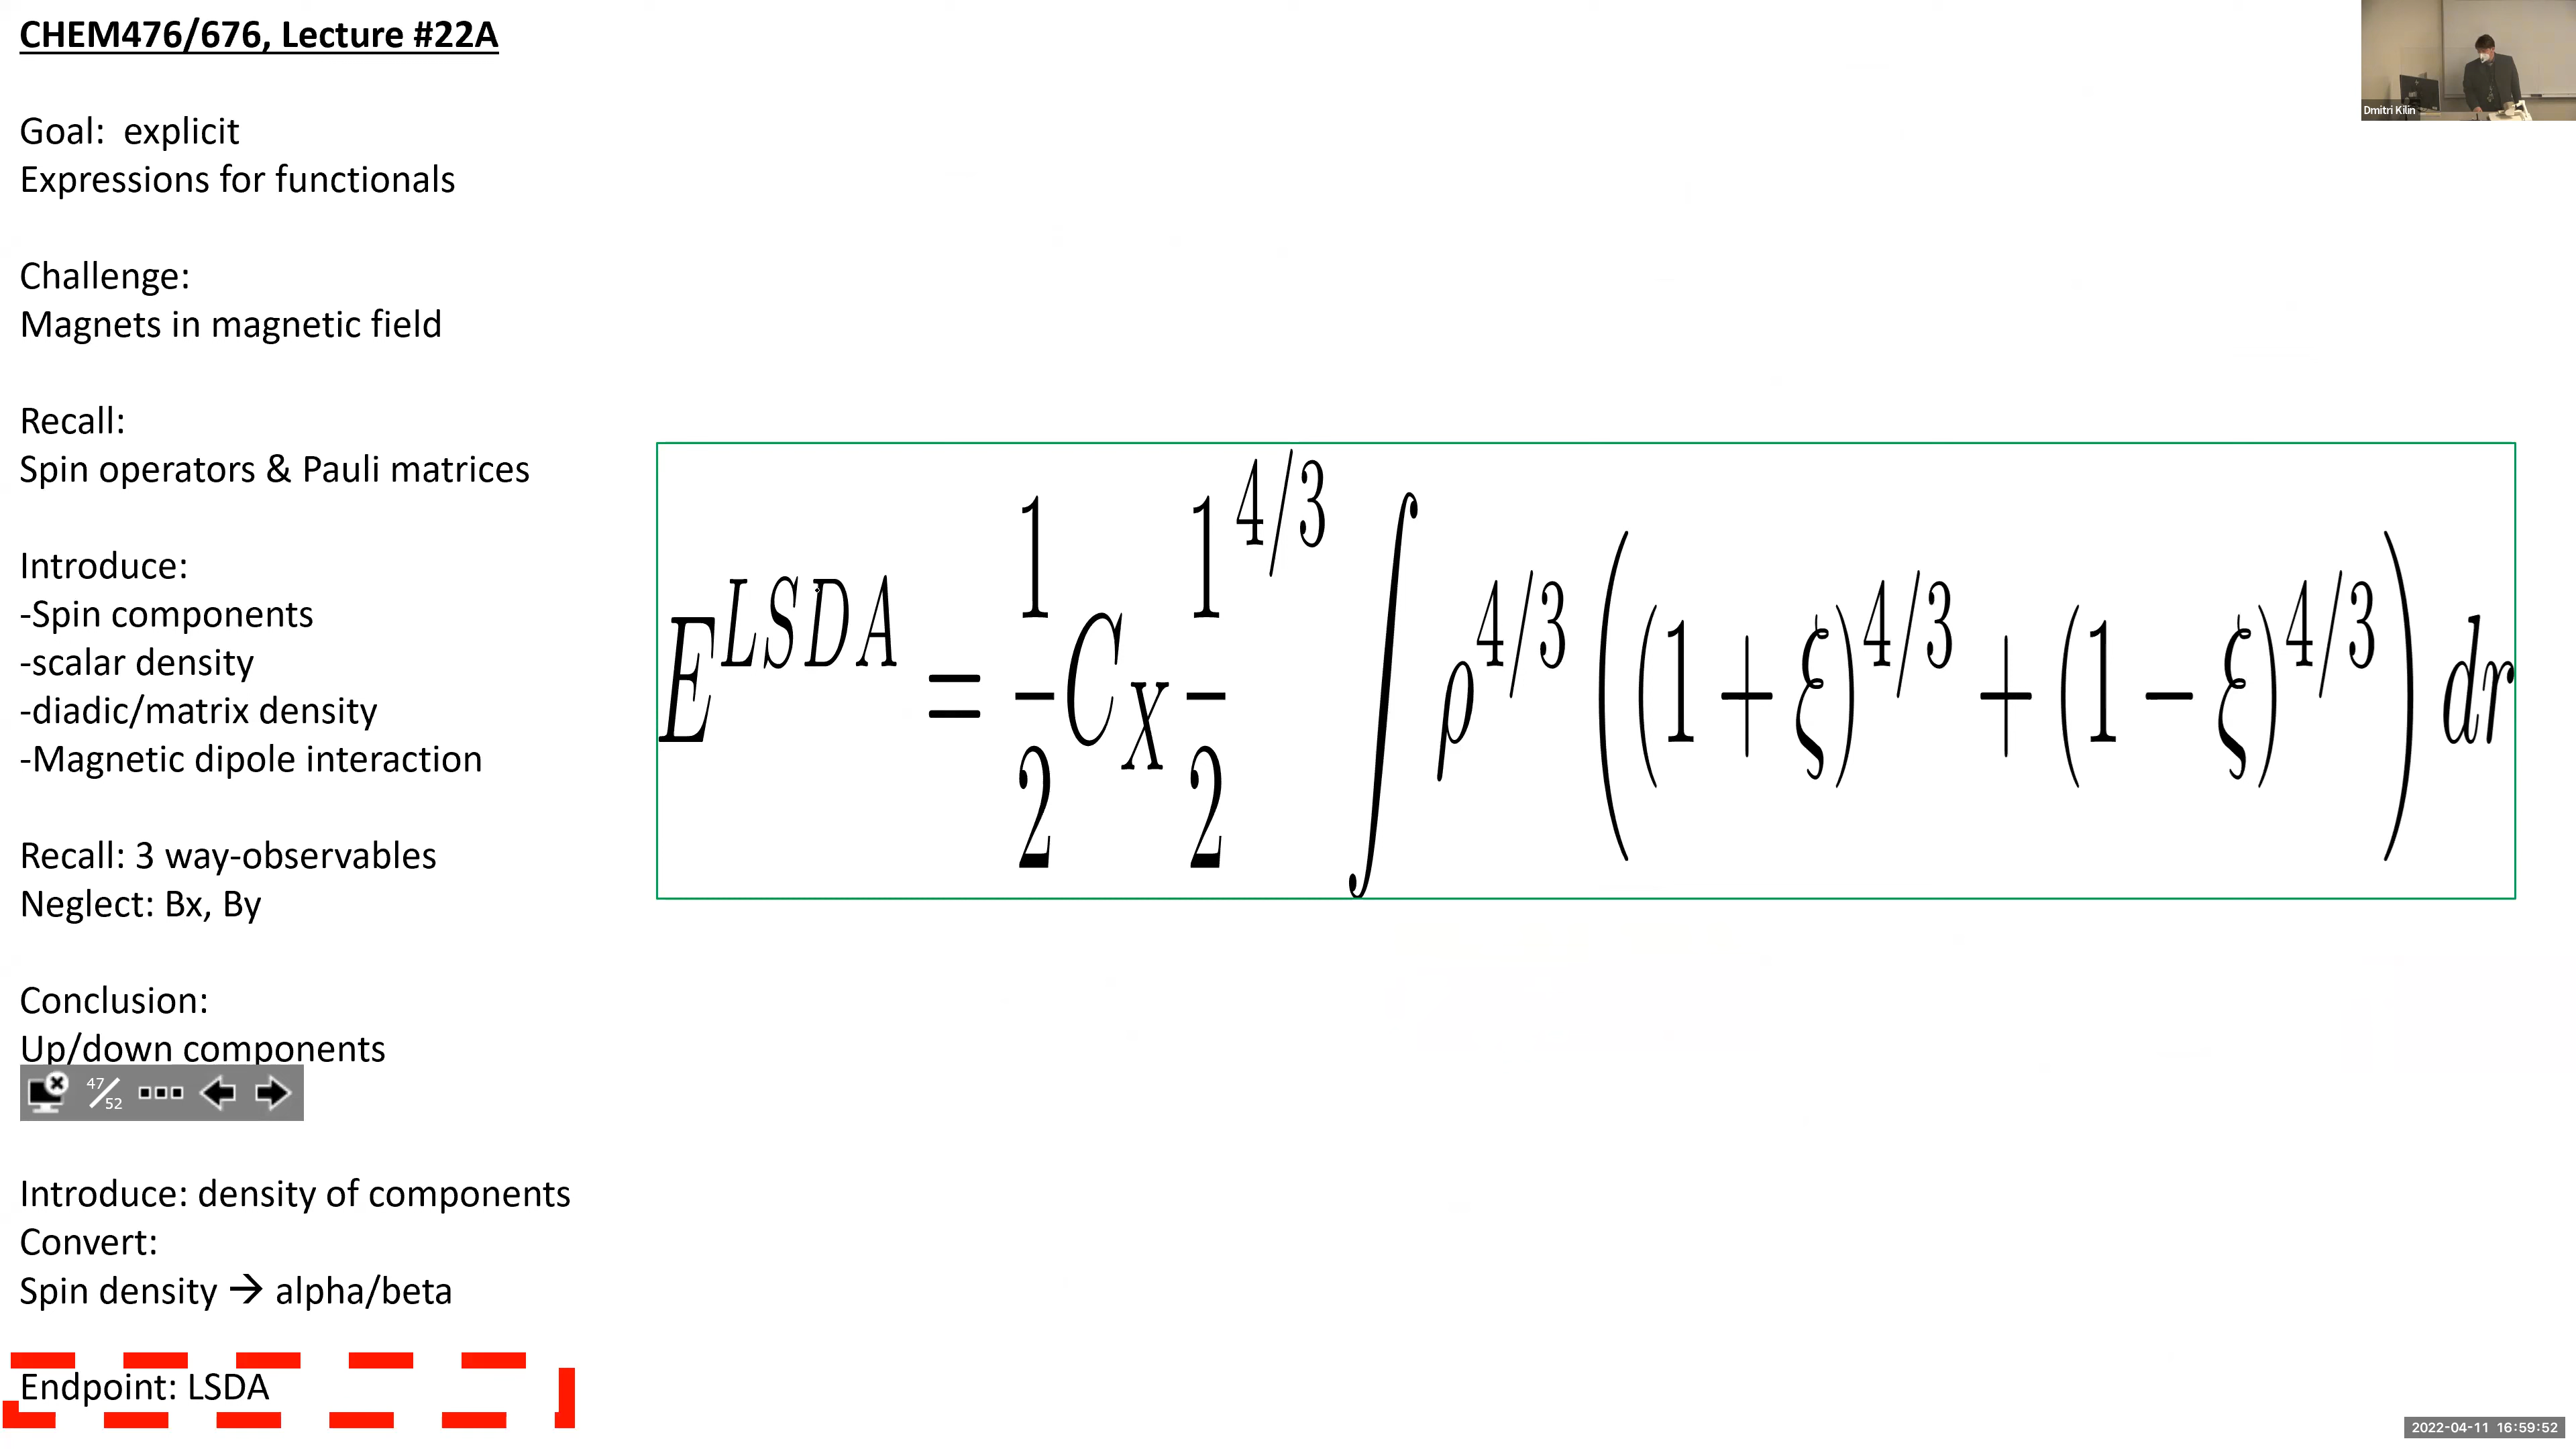 CHEM476/676, Lecture #22A
Goal:  explicit
Expressions for functionals
Challenge:
Magnets in magnetic field
Recall:
Spin operators & Pauli matrices
Introduce:
-Spin components
-scalar density
-diadic/matrix density
-Magnetic dipole interaction
Recall: 3 way-observables
Neglect: Bx, By
Conclusion:
Up/down components
47/52
Introduce: density of components
Convert:
Spin density → alpha/beta
Endpoint: LSDA
E^{LSDA} = \frac{1}{2} C_X \frac{1}{2}^{4/3} ∫ ρ^{4/3} ((1 + ξ)^{4/3} + (1 − ξ)^{4/3}) dr
Dmitri Kilin
2022-04-11 16:59:52